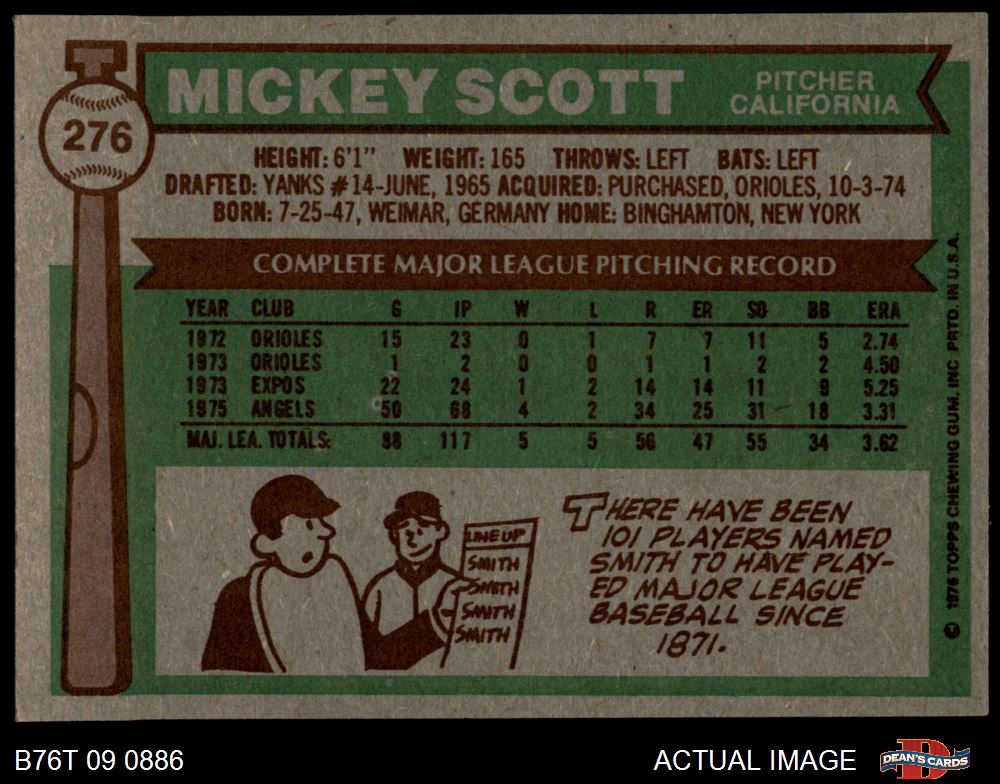 276
MICKEY SCOTT
PITCHER
CALIFORNIA
HEIGHT: 6'1" WEIGHT: 165 THROWS: LEFT BATS: LEFT
DRAFTED: YANKS #14-JUNE, 1965 ACQUIRED: PURCHASED, ORIOLES, 10-3-74
BORN: 7-25-47, WEIMAR, GERMANY HOME: BINGHAMTON, NEW YORK
COMPLETE MAJOR LEAGUE PITCHING RECORD
YEAR CLUB G IP W L R ER SO BB ERA
1972 ORIOLES 15 23 0 1 7 7 11 5 2.74
1973 ORIOLES 1 2 0 0 1 1 2 2 4.50
1973 EXPOS 22 24 1 2 14 14 11 9 5.25
1975 ANGELS 50 68 4 2 34 25 31 18 3.31
MAJ. LEA. TOTALS: 88 117 5 5 56 47 55 34 3.62
LINE UP
SMITH
SMITH
SMITH
SMITH
THERE HAVE BEEN
101 PLAYERS NAMED
SMITH TO HAVE PLAY-
ED MAJOR LEAGUE
BASEBALL SINCE
1871.
© 1976 TOPPS CHEWING GUM, INC PRTD. IN U.S.A.
B76T 09 0886
ACTUAL IMAGE
DEAN'S CARDS